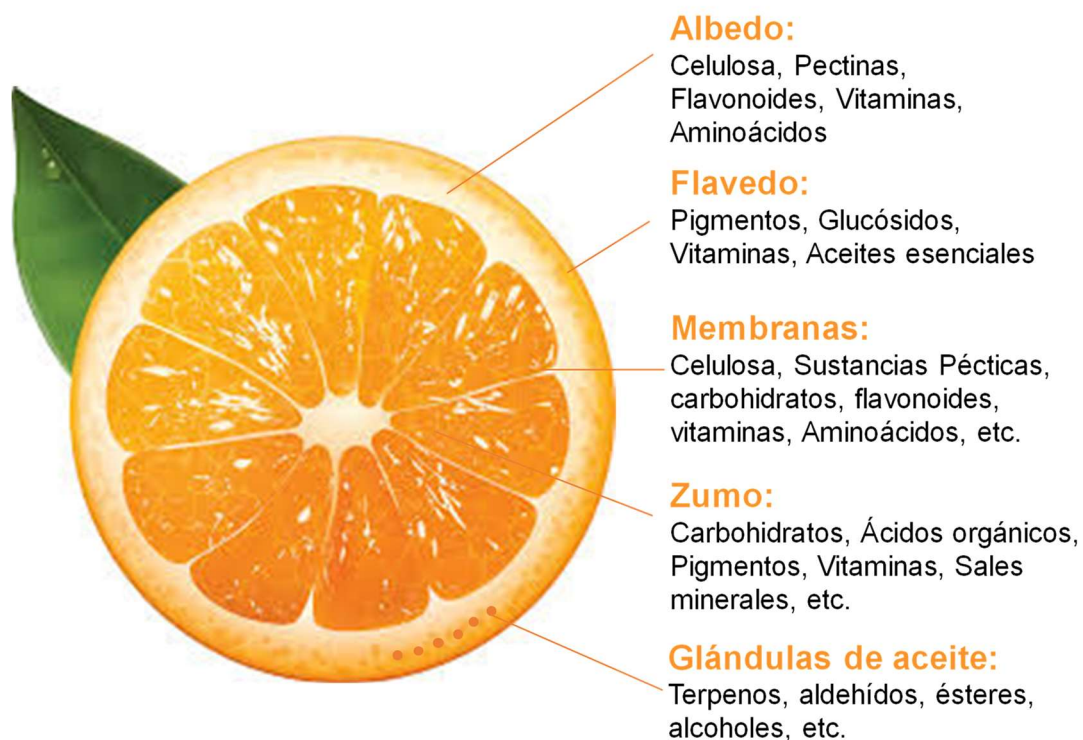 Albedo:
Celulosa, Pectinas,
Flavonoides, Vitaminas,
Aminoácidos
Flavedo:
Pigmentos, Glucósidos,
Vitaminas, Aceites esenciales
Membranas:
Celulosa, Sustancias Pécticas,
carbohidratos, flavonoides,
vitaminas, Aminoácidos, etc.
Zumo:
Carbohidratos, Ácidos orgánicos,
Pigmentos, Vitaminas, Sales
minerales, etc.
Glándulas de aceite:
Terpenos, aldehídos, ésteres,
alcoholes, etc.